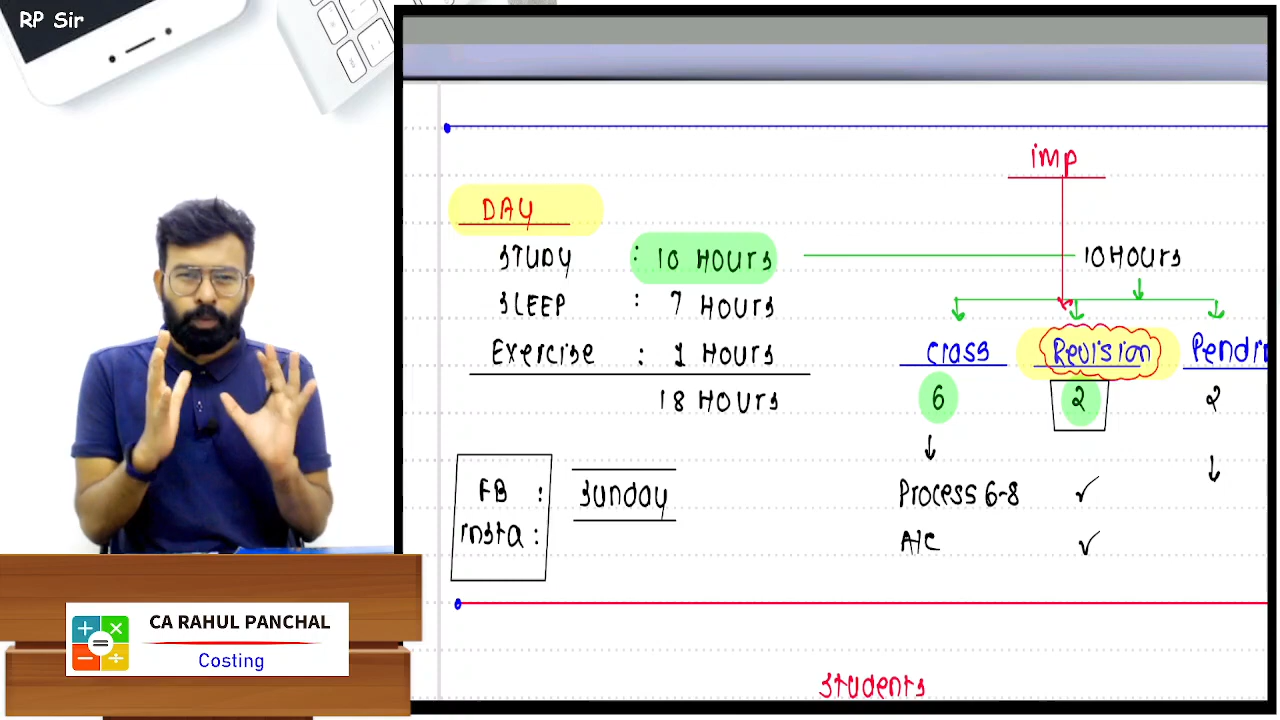 RP Sir
imp
DAY
STUDY : 10 HOURS
10 HOURS
SLEEP : 7 HOURS
Exercise : 1 HOURS
18 HOURS
Class Revision
6 2 2
FB : Sunday
insta :
Process 6-8 ✓
A/C ✓
CA RAHUL PANCHAL
Costing
Students